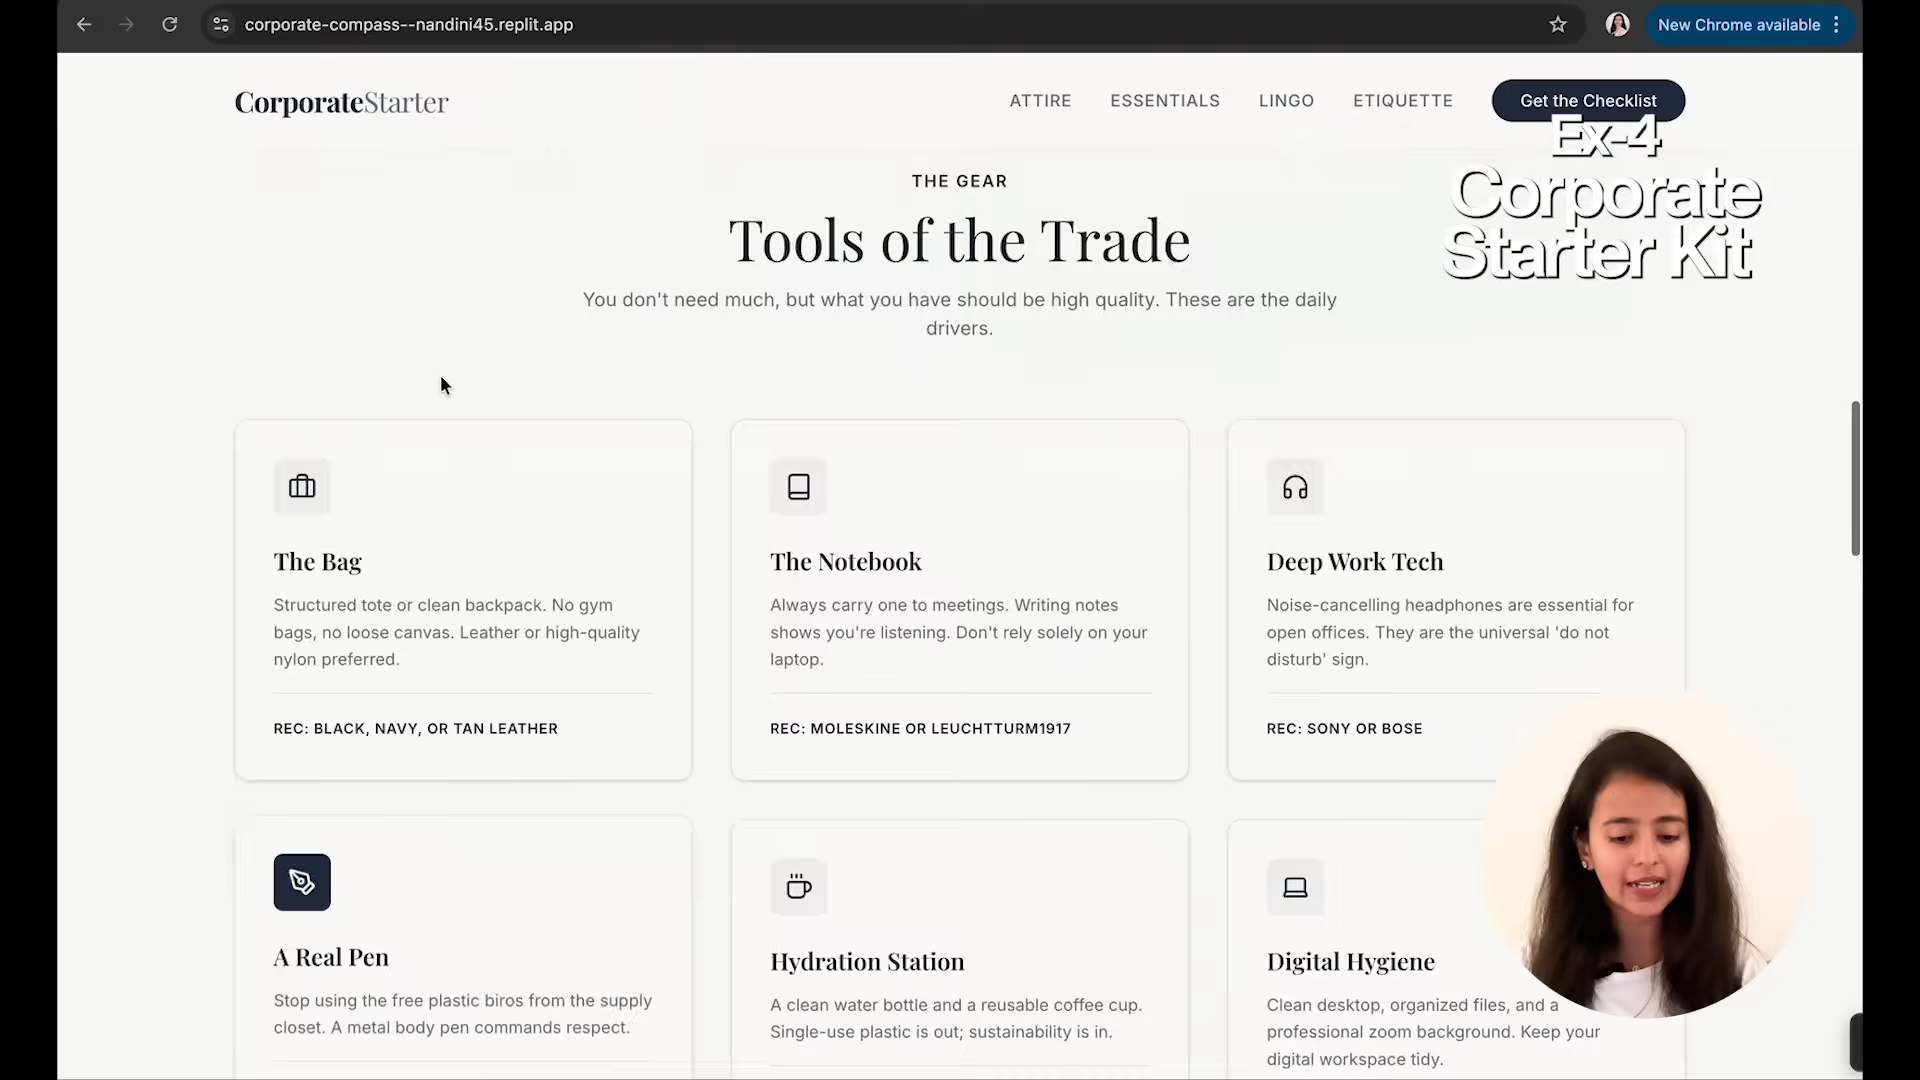 corporate-compass--nandini45.replit.app
New Chrome available
CorporateStarter
ATTIRE
ESSENTIALS
LINGO
ETIQUETTE
Get the Checklist
Ex-4
Corporate
Starter Kit
THE GEAR
Tools of the Trade
You don't need much, but what you have should be high quality. These are the daily
drivers.
The Bag
Structured tote or clean backpack. No gym
bags, no loose canvas. Leather or high-quality
nylon preferred.
REC: BLACK, NAVY, OR TAN LEATHER
The Notebook
Always carry one to meetings. Writing notes
shows you're listening. Don't rely solely on your
laptop.
REC: MOLESKINE OR LEUCHTTURM1917
Deep Work Tech
Noise-cancelling headphones are essential for
open offices. They are the universal 'do not
disturb' sign.
REC: SONY OR BOSE
A Real Pen
Stop using the free plastic biros from the supply
closet. A metal body pen commands respect.
Hydration Station
A clean water bottle and a reusable coffee cup.
Single-use plastic is out; sustainability is in.
Digital Hygiene
Clean desktop, organized files, and a
professional zoom background. Keep your
digital workspace tidy.